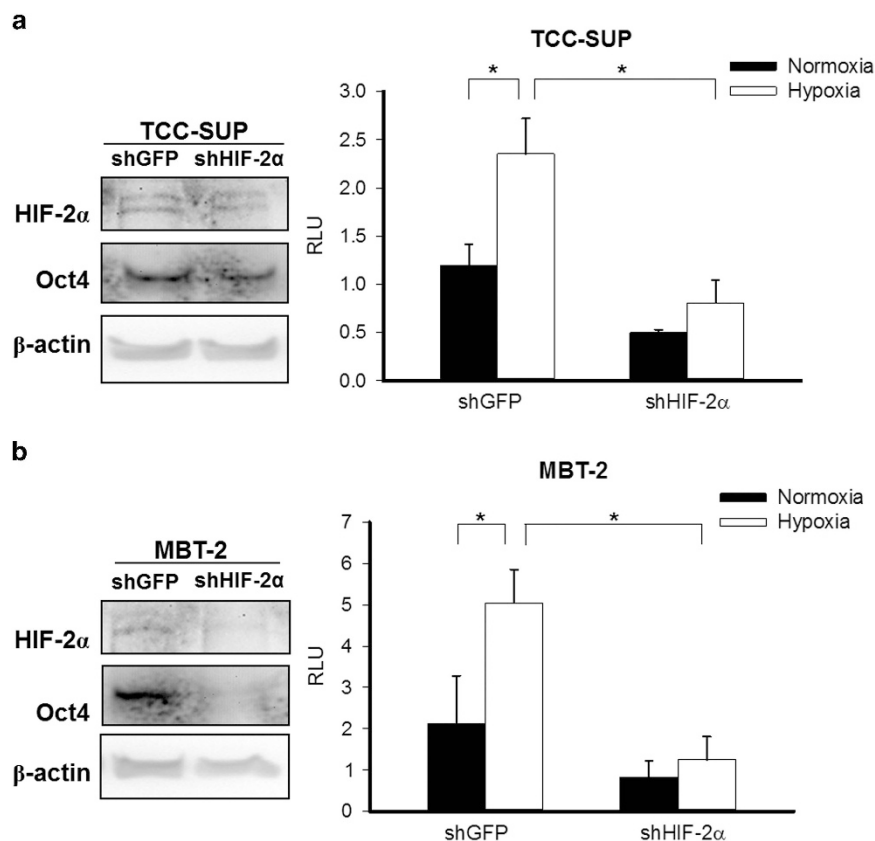 a
TCC-SUP
Normoxia
Hypoxia
TCC-SUP
shGFP shHIF-2α
HIF-2α
Oct4
β-actin
* *
RLU
3.0
2.5
2.0
1.5
1.0
0.5
0.0
shGFP shHIF-2α
b
MBT-2
Normoxia
Hypoxia
MBT-2
shGFP shHIF-2α
HIF-2α
Oct4
β-actin
* *
RLU
7
6
5
4
3
2
1
0
shGFP shHIF-2α